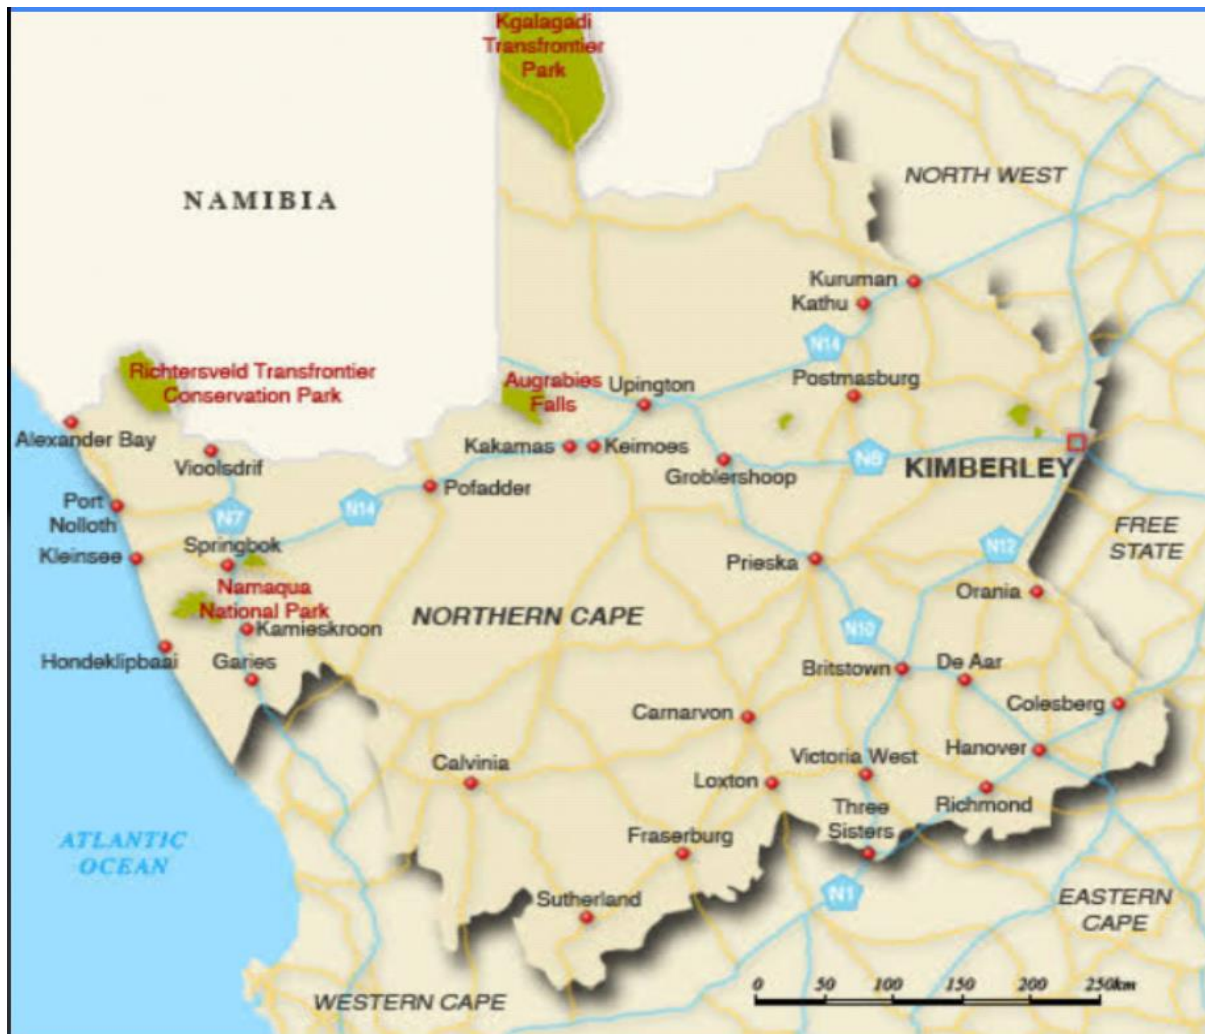 Kgalagadi
Transfrontier
Park
NAMIBIA
NORTH WEST
Kuruman
Kathu
N14
Richtersveld Transfrontier
Conservation Park
Augrabies
Falls
Upington
Postmasburg
Alexander Bay
Vioolsdrif
Kakamas
Keimoes
Groblershoop
N8
KIMBERLEY
Port
Nolloth
N7
N14
Pofadder
FREE
STATE
Kleinsee
Springbok
Prieska
N12
Orania
Namaqua
National Park
NORTHERN CAPE
N10
Kamieskroon
Hondeklipbaai
Garies
Britstown
De Aar
Carnarvon
Colesberg
Calvinia
Loxton
Victoria West
Hanover
Three
Sisters
Richmond
ATLANTIC
OCEAN
Fraserburg
Sutherland
N1
EASTERN
CAPE
WESTERN CAPE
0 50 100 150 200 250km